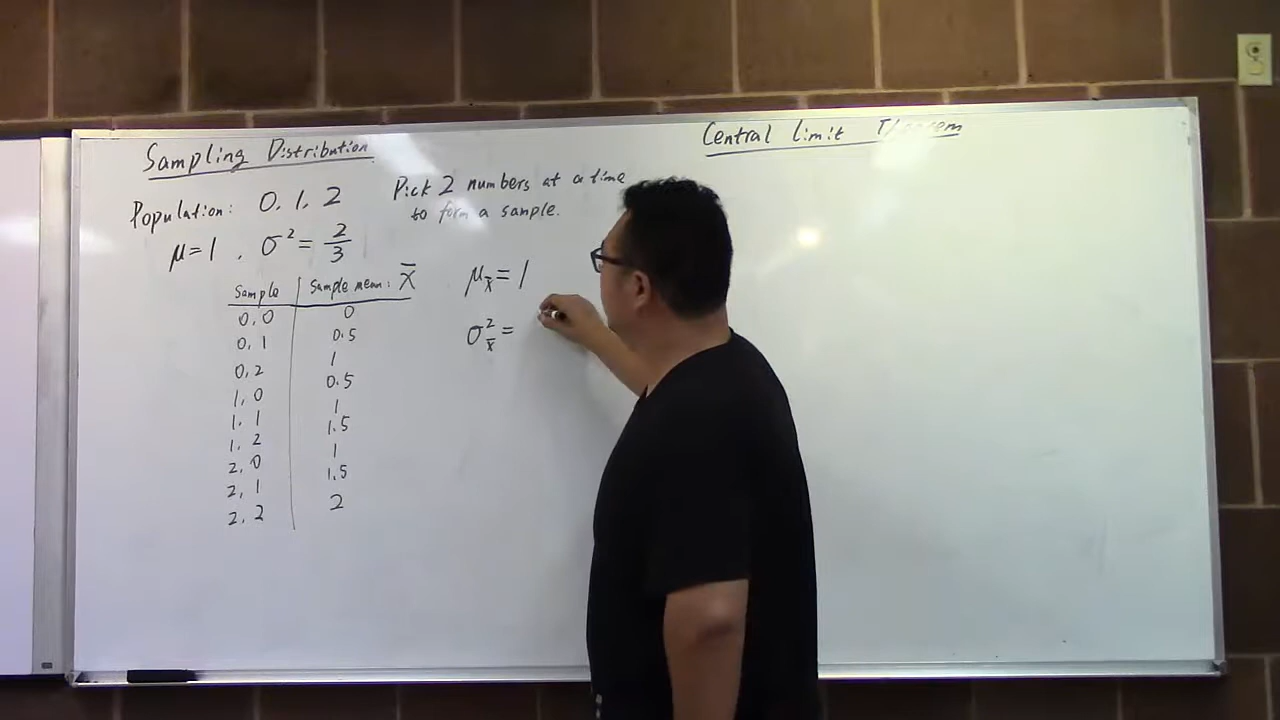 Sampling Distribution
Population: 0, 1, 2
μ=1, σ² = 2/3
Pick 2 numbers at a time
to form a sample.
Sample | Sample mean: x̄
0, 0 | 0
0, 1 | 0.5
0, 2 | 1
1, 0 | 0.5
1, 1 | 1
1, 2 | 1.5
2, 0 | 1
2, 1 | 1.5
2, 2 | 2
μx̄ = 1
σ²x̄ =
Central Limit Theorem